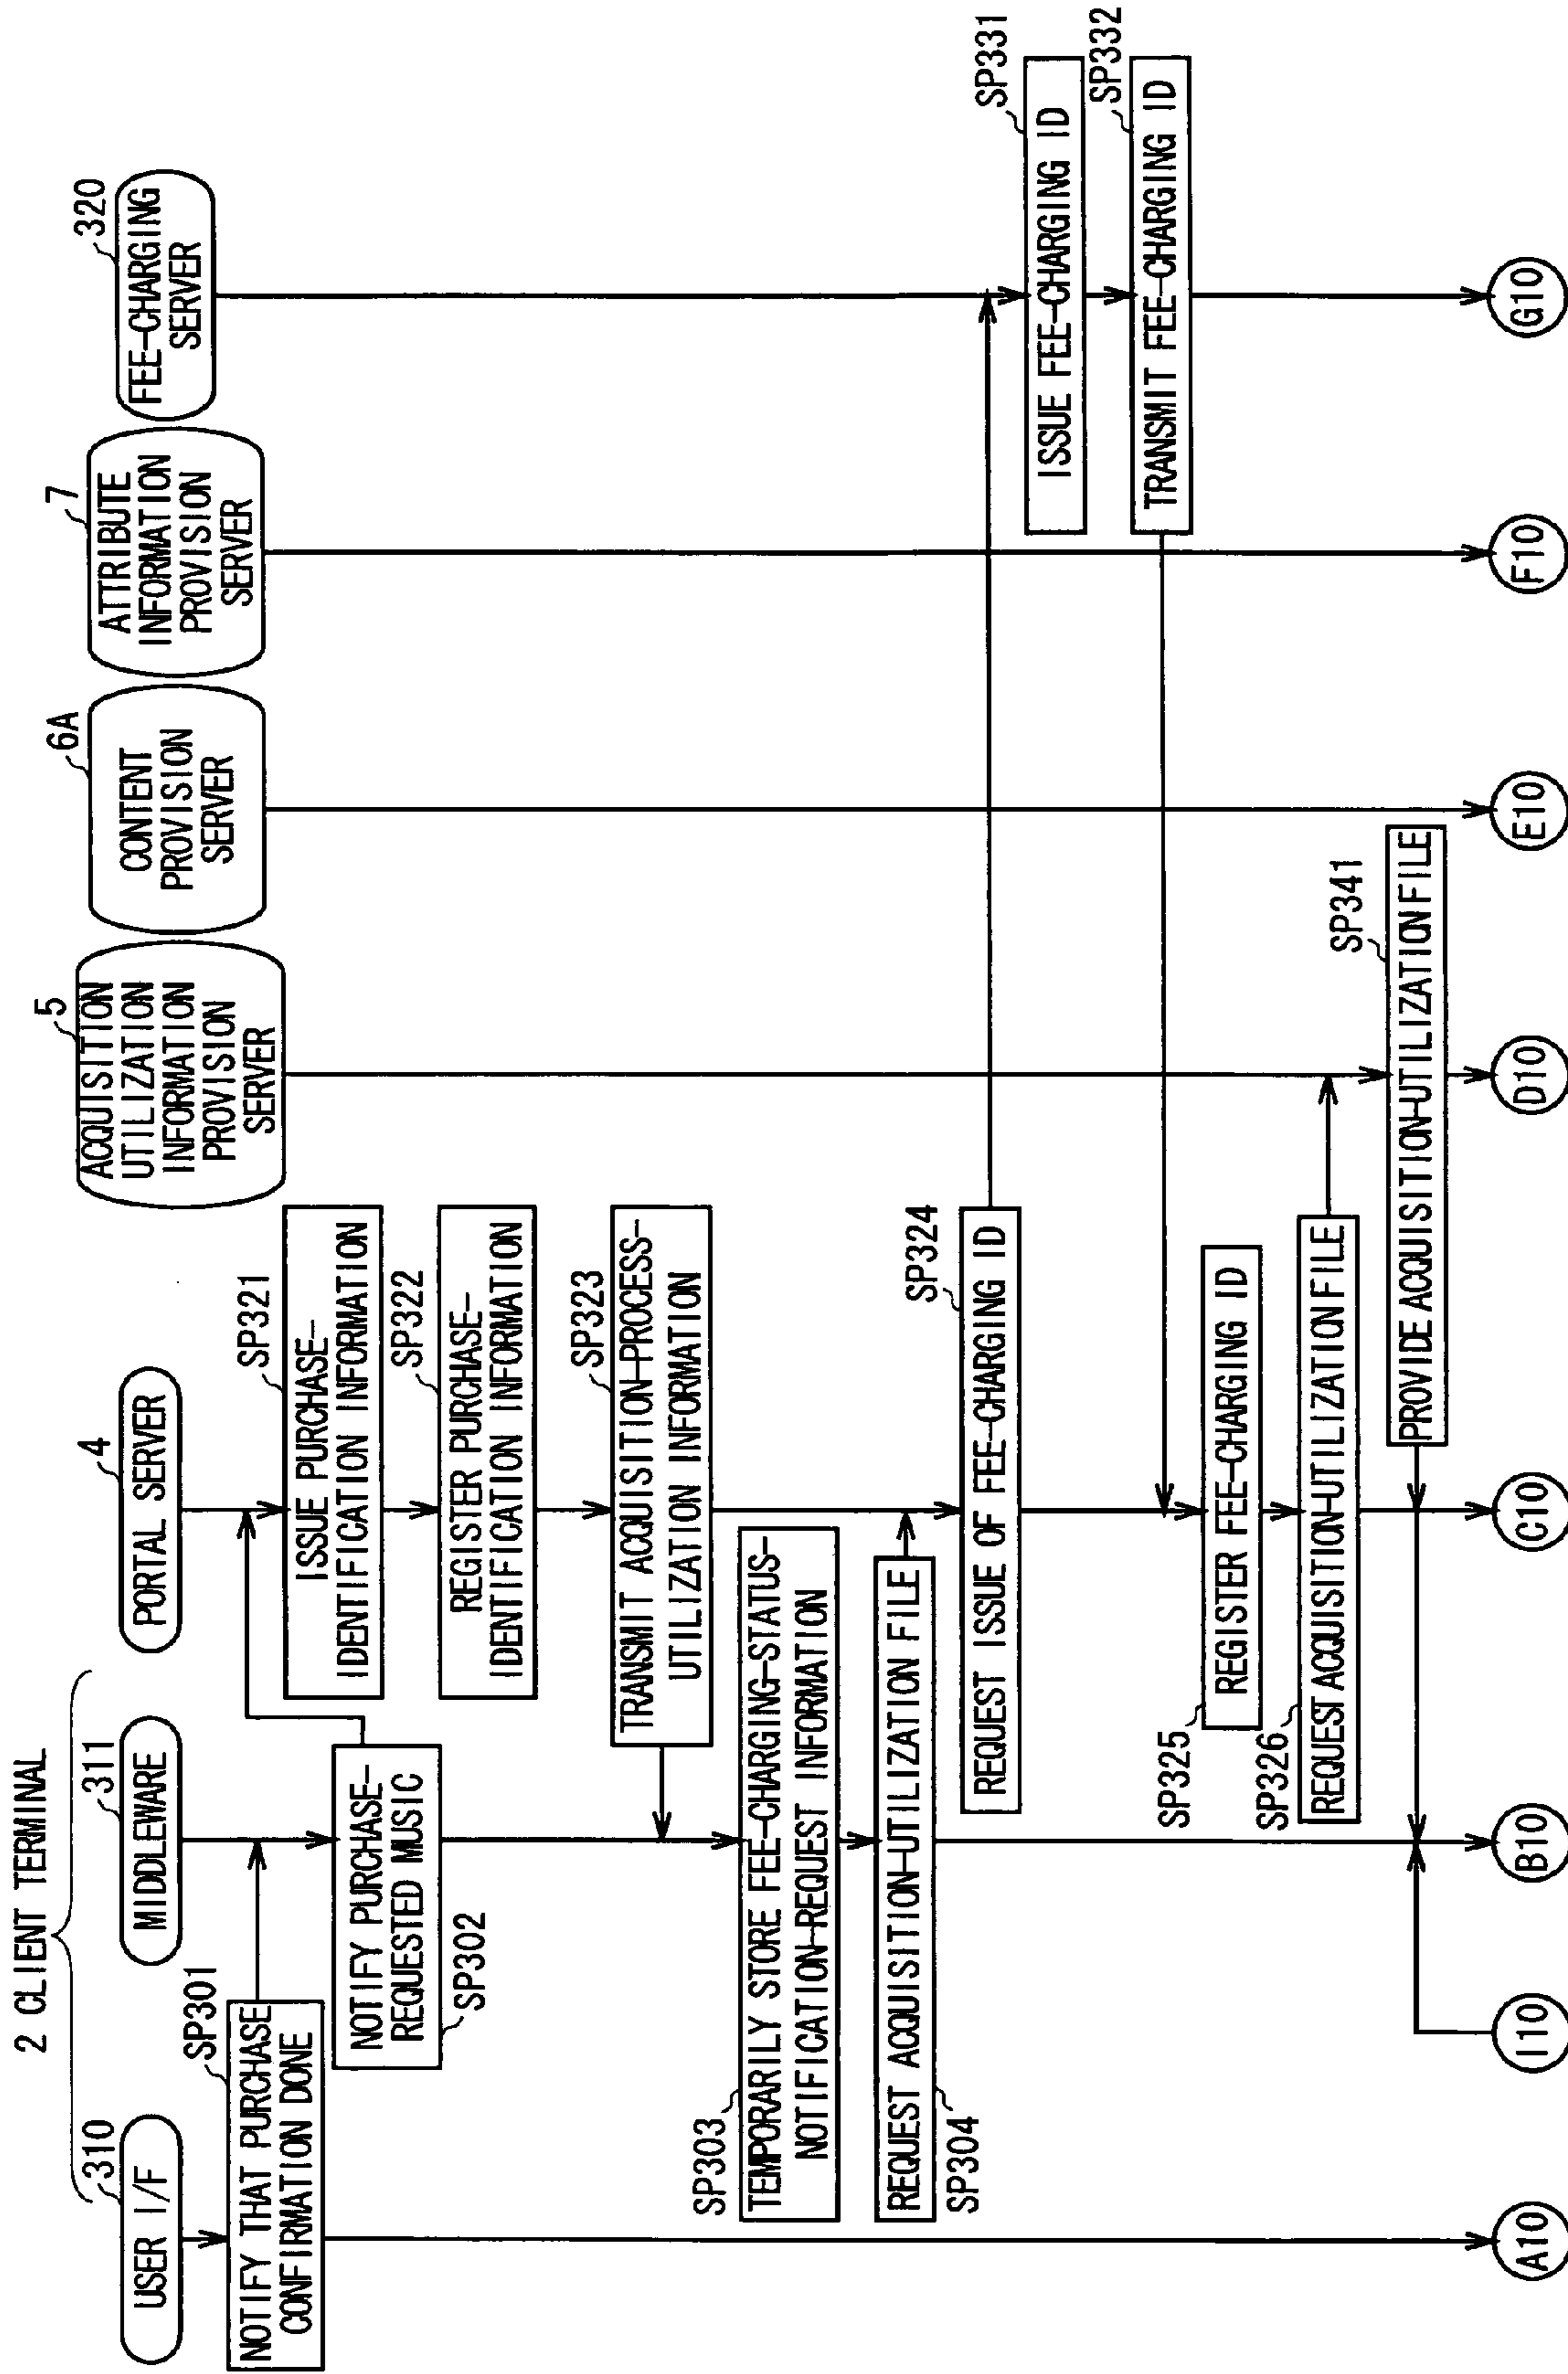 2 CLIENT TERMINAL
310
USER I/F
311
MIDDLEWARE
4
PORTAL SERVER
5
ACQUISITION
UTILIZATION
INFORMATION
PROVISION
SERVER
6A
CONTENT
PROVISION
SERVER
7
ATTRIBUTE
INFORMATION
PROVISION
SERVER
320
FEE-CHARGING
SERVER
SP301
NOTIFY THAT PURCHASE
CONFIRMATION DONE
NOTIFY PURCHASE-
REQUESTED MUSIC
SP302
SP321
ISSUE PURCHASE-
IDENTIFICATION INFORMATION
SP322
REGISTER PURCHASE-
IDENTIFICATION INFORMATION
SP323
TRANSMIT ACQUISITION-PROCESS-
UTILIZATION INFORMATION
SP303
TEMPORARILY STORE FEE-CHARGING-STATUS-
NOTIFICATION-REQUEST INFORMATION
REQUEST ACQUISITION-UTILIZATION FILE
SP304
SP324
REQUEST ISSUE OF FEE-CHARGING ID
SP331
ISSUE FEE-CHARGING ID
SP332
TRANSMIT FEE-CHARGING ID
SP325
REGISTER FEE-CHARGING ID
SP326
REQUEST ACQUISITION-UTILIZATION FILE
SP341
PROVIDE ACQUISITION-UTILIZATION FILE
A10
I10
B10
C10
D10
E10
F10
G10